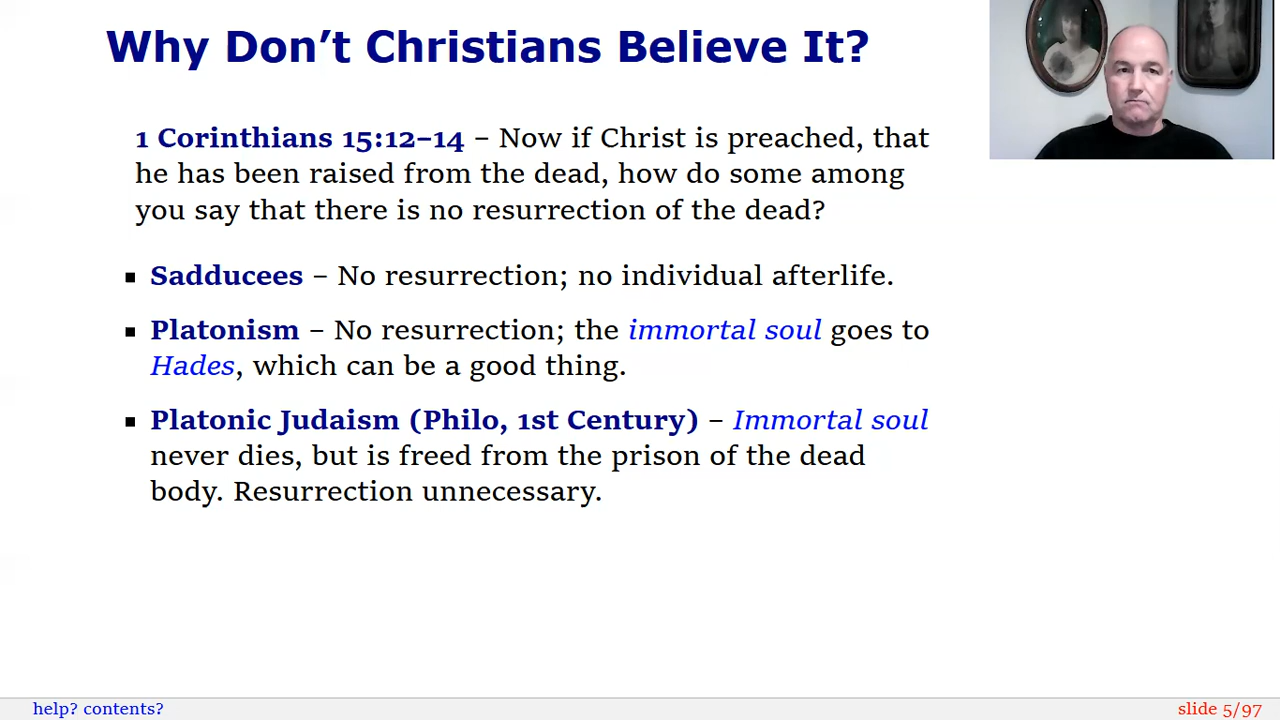 Why Don’t Christians Believe It?
1 Corinthians 15:12–14 – Now if Christ is preached, that
he has been raised from the dead, how do some among
you say that there is no resurrection of the dead?
▪ Sadducees – No resurrection; no individual afterlife.
▪ Platonism – No resurrection; the immortal soul goes to
Hades, which can be a good thing.
▪ Platonic Judaism (Philo, 1st Century) – Immortal soul
never dies, but is freed from the prison of the dead
body. Resurrection unnecessary.
help? contents?
slide 5/97